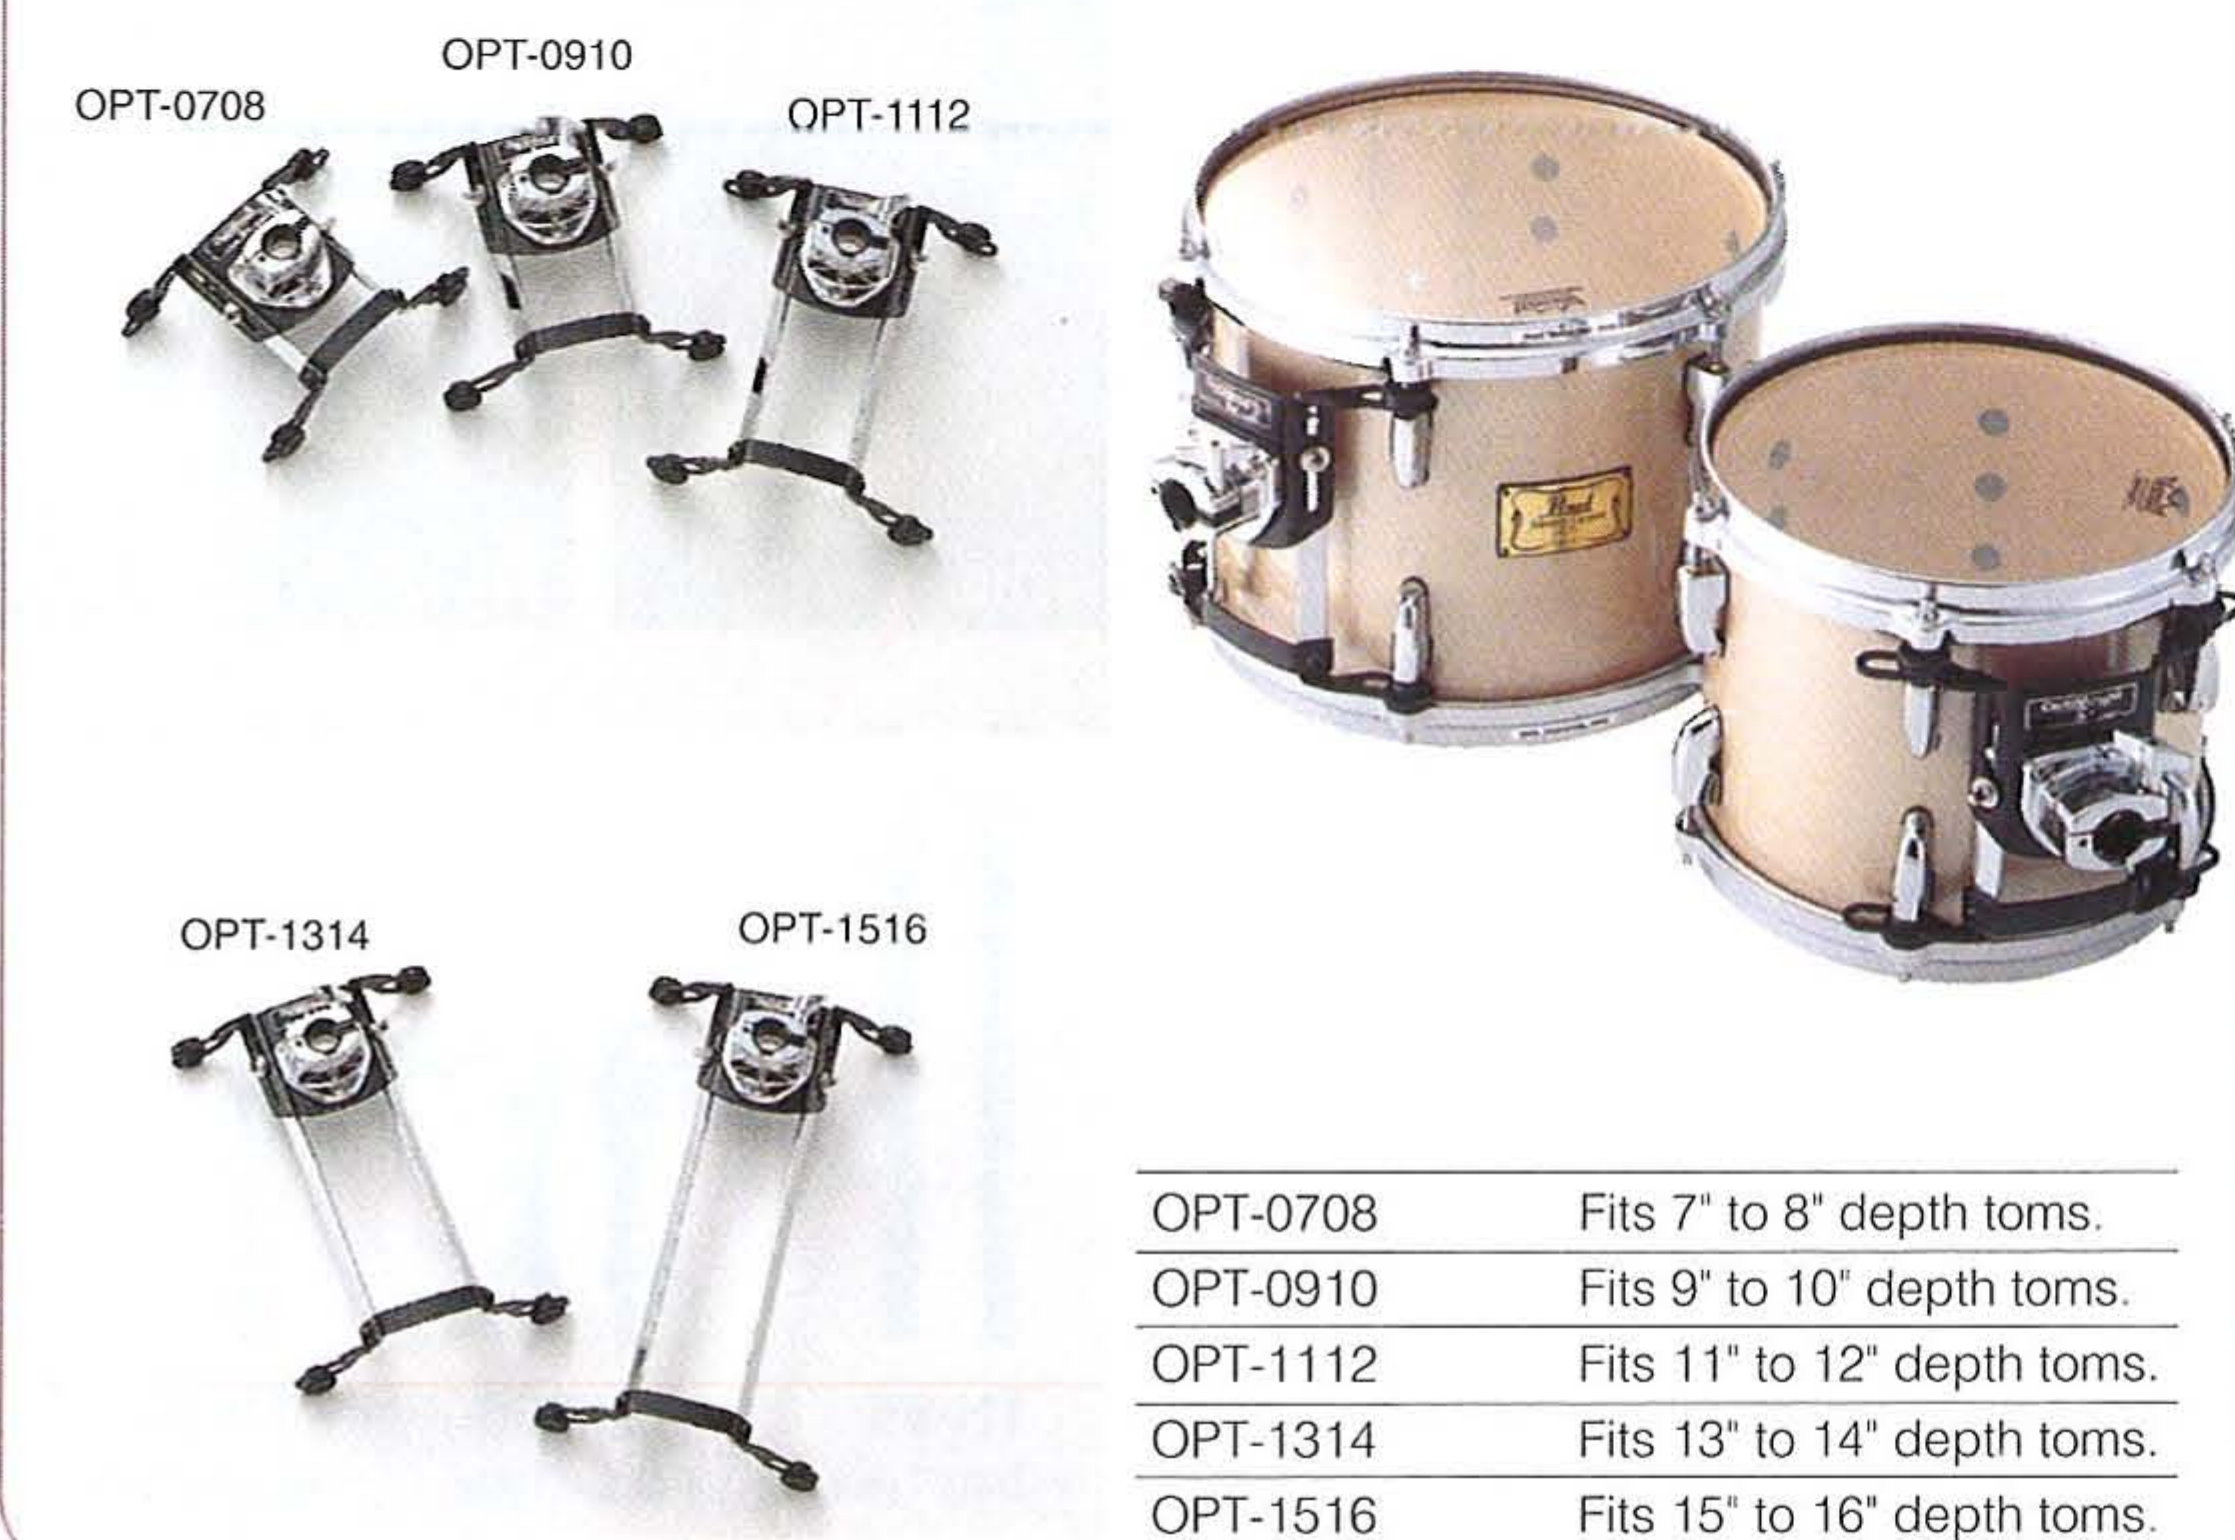 OPT-0910
OPT-0708
OPT-1112
Pearl
OPT-1314
OPT-1516
OPT-0708 Fits 7" to 8" depth toms.
OPT-0910 Fits 9" to 10" depth toms.
OPT-1112 Fits 11" to 12" depth toms.
OPT-1314 Fits 13" to 14" depth toms.
OPT-1516 Fits 15" to 16" depth toms.